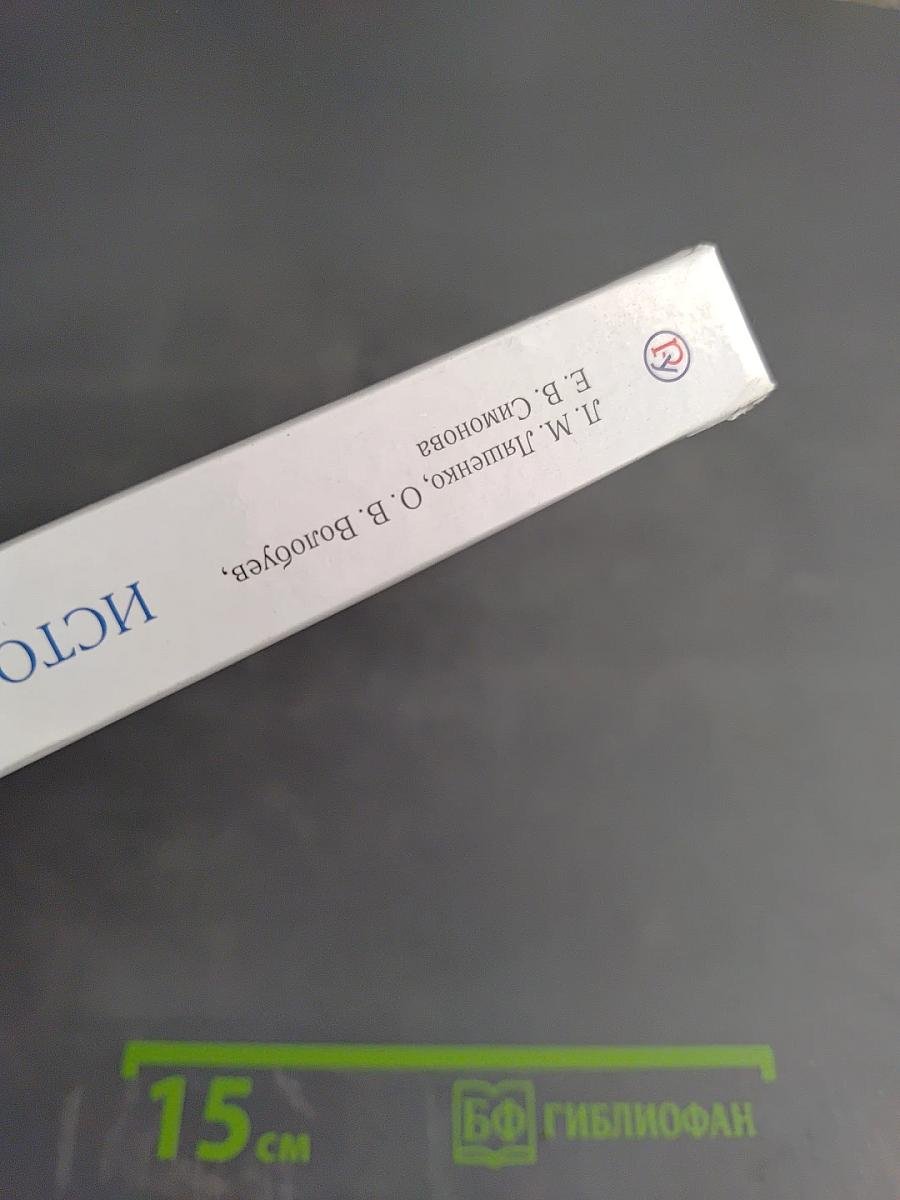 Л. М. Ляшенко, О. В. Волобуев,
Е. В. Симонова
ИСТО
15 см
БФ ГИБЛИОФАН